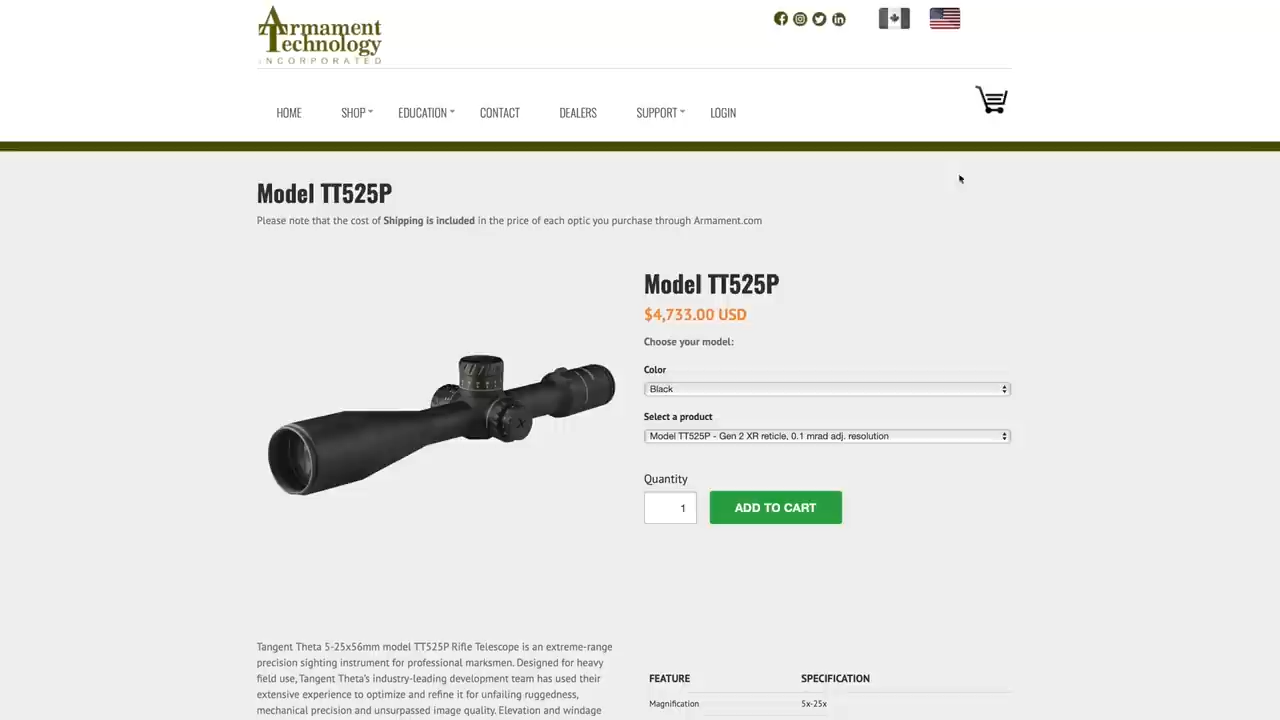 Armament
Technology
INCORPORATED
HOME
SHOP
EDUCATION
CONTACT
DEALERS
SUPPORT
LOGIN
Model TT525P
Please note that the cost of Shipping is included in the price of each optic you purchase through Armament.com
Model TT525P
$4,733.00 USD
Choose your model:
Color
Black
Select a product
Model TT525P - Gen 2 XR reticle, 0.1 mrad adj. resolution
Quantity
1
ADD TO CART
Tangent Theta 5-25x56mm model TT525P Rifle Telescope is an extreme-range
precision sighting instrument for professional marksmen. Designed for heavy
field use, Tangent Theta's industry-leading development team has used their
extensive experience to optimize and refine it for unfailing ruggedness,
mechanical precision and unsurpassed image quality. Elevation and windage
FEATURE SPECIFICATION
Magnification 5x-25x